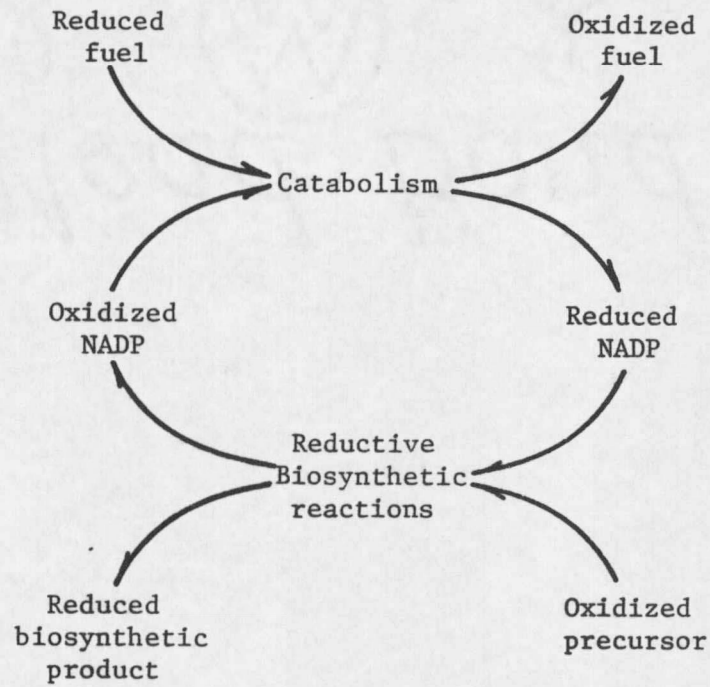 Reduced
fuel
Oxidized
fuel
Catabolism
Oxidized
NADP
Reduced
NADP
Reductive
Biosynthetic
reactions
Reduced
biosynthetic
product
Oxidized
precursor